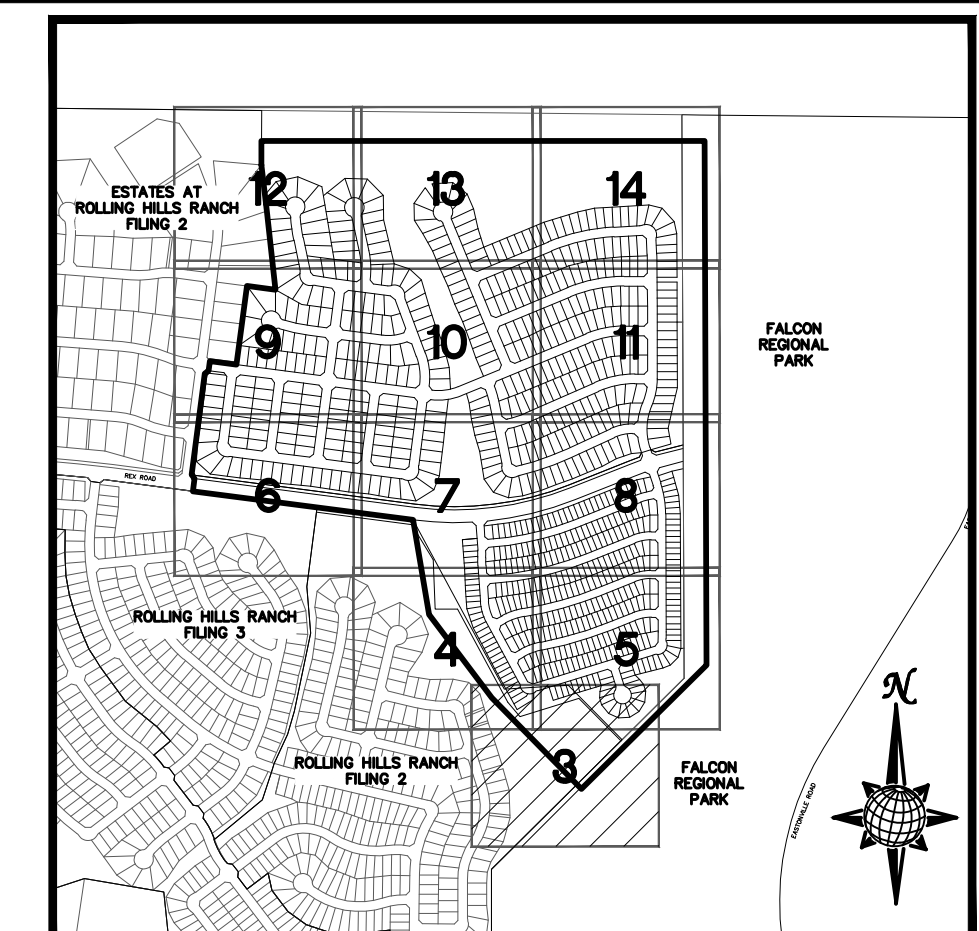 12
13
14
ESTATES AT
ROLLING HILLS RANCH
FILING 2
9
10
11
FALCON
REGIONAL
PARK
REX ROAD
6
7
8
ROLLING HILLS RANCH
FILING 3
4
5
N
ROLLING HILLS RANCH
FILING 2
3
FALCON
REGIONAL
PARK
EASTONVILLE ROAD